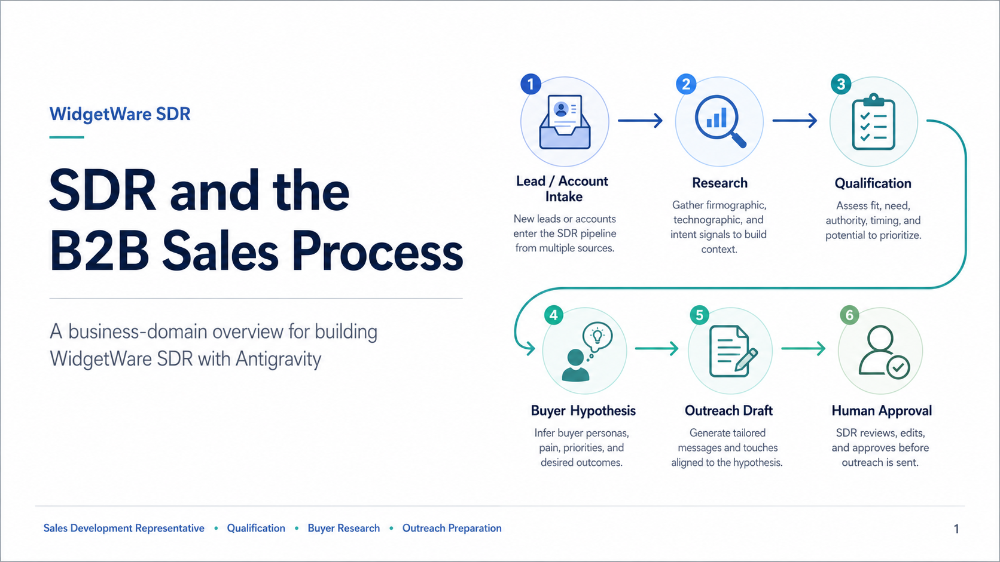 WidgetWare SDR
SDR and the
B2B Sales Process
A business-domain overview for building
WidgetWare SDR with Antigravity
1
Lead / Account
Intake
New leads or accounts
enter the SDR pipeline
from multiple sources.
2
Research
Gather firmographic,
technographic, and
intent signals to build
context.
3
Qualification
Assess fit, need,
authority, timing, and
potential to prioritize.
4
Buyer Hypothesis
Infer buyer personas,
pain, priorities, and
desired outcomes.
5
Outreach Draft
Generate tailored
messages and touches
aligned to the hypothesis.
6
Human Approval
SDR reviews, edits,
and approves before
outreach is sent.
Sales Development Representative • Qualification • Buyer Research • Outreach Preparation
1